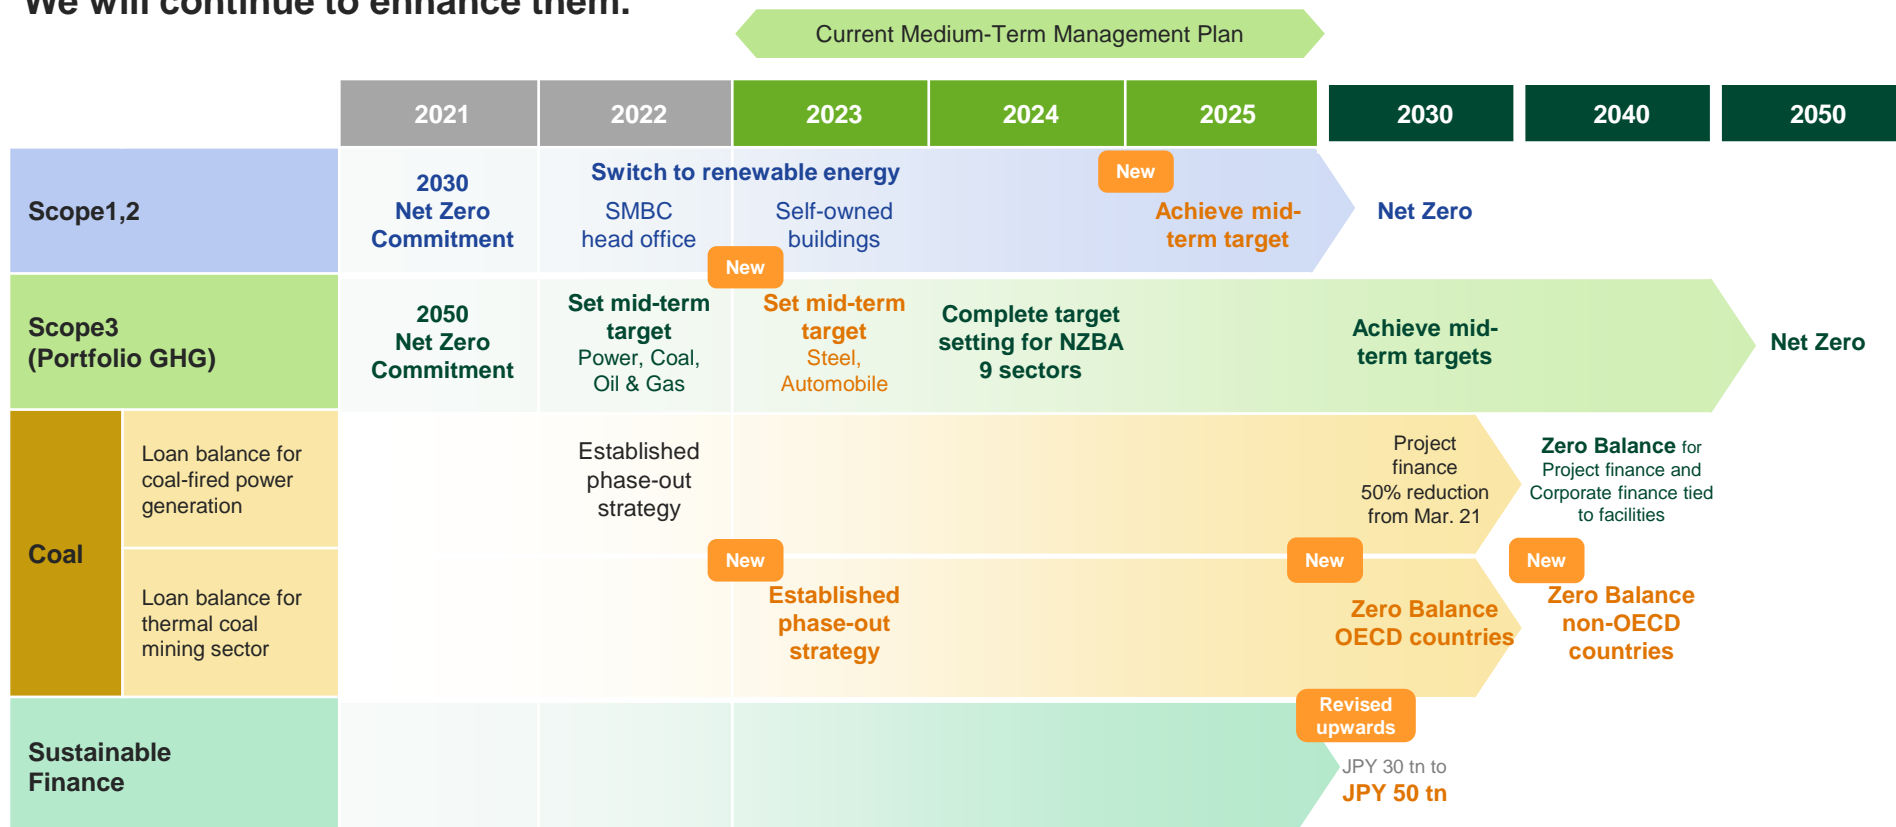 We will continue to enhance them.
Current Medium-Term Management Plan
2021
2022
2023
2024
2025
2030
2040
2050
Scope1,2
2030
Net Zero
Commitment
Switch to renewable energy
SMBC
head office
Self-owned
buildings
New
Achieve mid-
term target
Net Zero
Scope3
(Portfolio GHG)
2050
Net Zero
Commitment
Set mid-term
target
Power, Coal,
Oil & Gas
New
Set mid-term
target
Steel,
Automobile
Complete target
setting for NZBA
9 sectors
Achieve mid-
term targets
Net Zero
Coal
Loan balance for
coal-fired power
generation
Established
phase-out
strategy
Project
finance
50% reduction
from Mar. 21
Zero Balance for
Project finance and
Corporate finance tied
to facilities
Loan balance for
thermal coal
mining sector
New
Established
phase-out
strategy
New
Zero Balance
OECD countries
New
Zero Balance
non-OECD
countries
Sustainable
Finance
Revised
upwards
JPY 30 tn to
JPY 50 tn